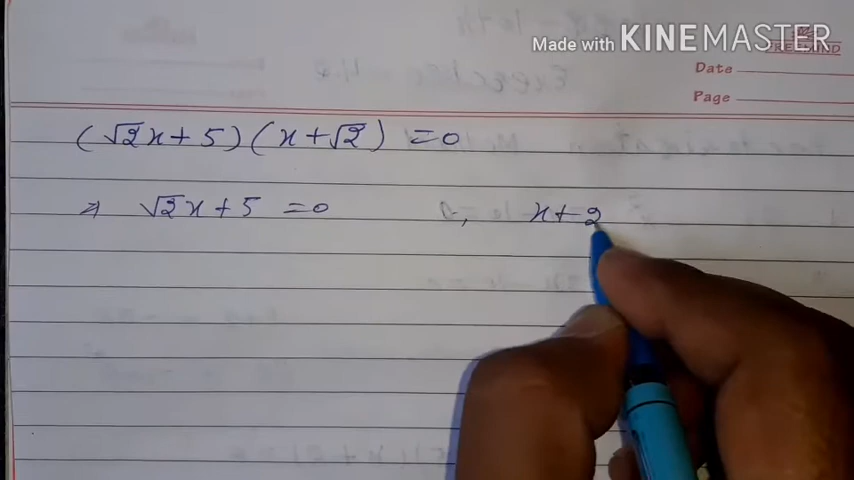 Made with KINEMASTER
Date
Page
(√2x+5)(x+√2) =0
⇒ √2x+5 =0 , x+2